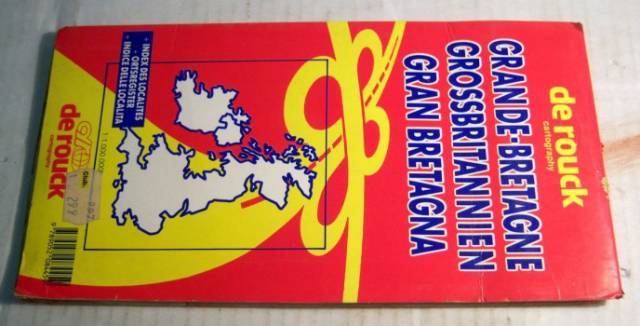 de rouck
cartography
GRANDE-BRETAGNE
GROSSBRITANNIEN
GRAN BRETAGNA
+ INDEX DES LOCALITES
- ORTSREGISTER
+ INDICE DELLE LOCALITA
1:1.000.000
de rouck
cartography